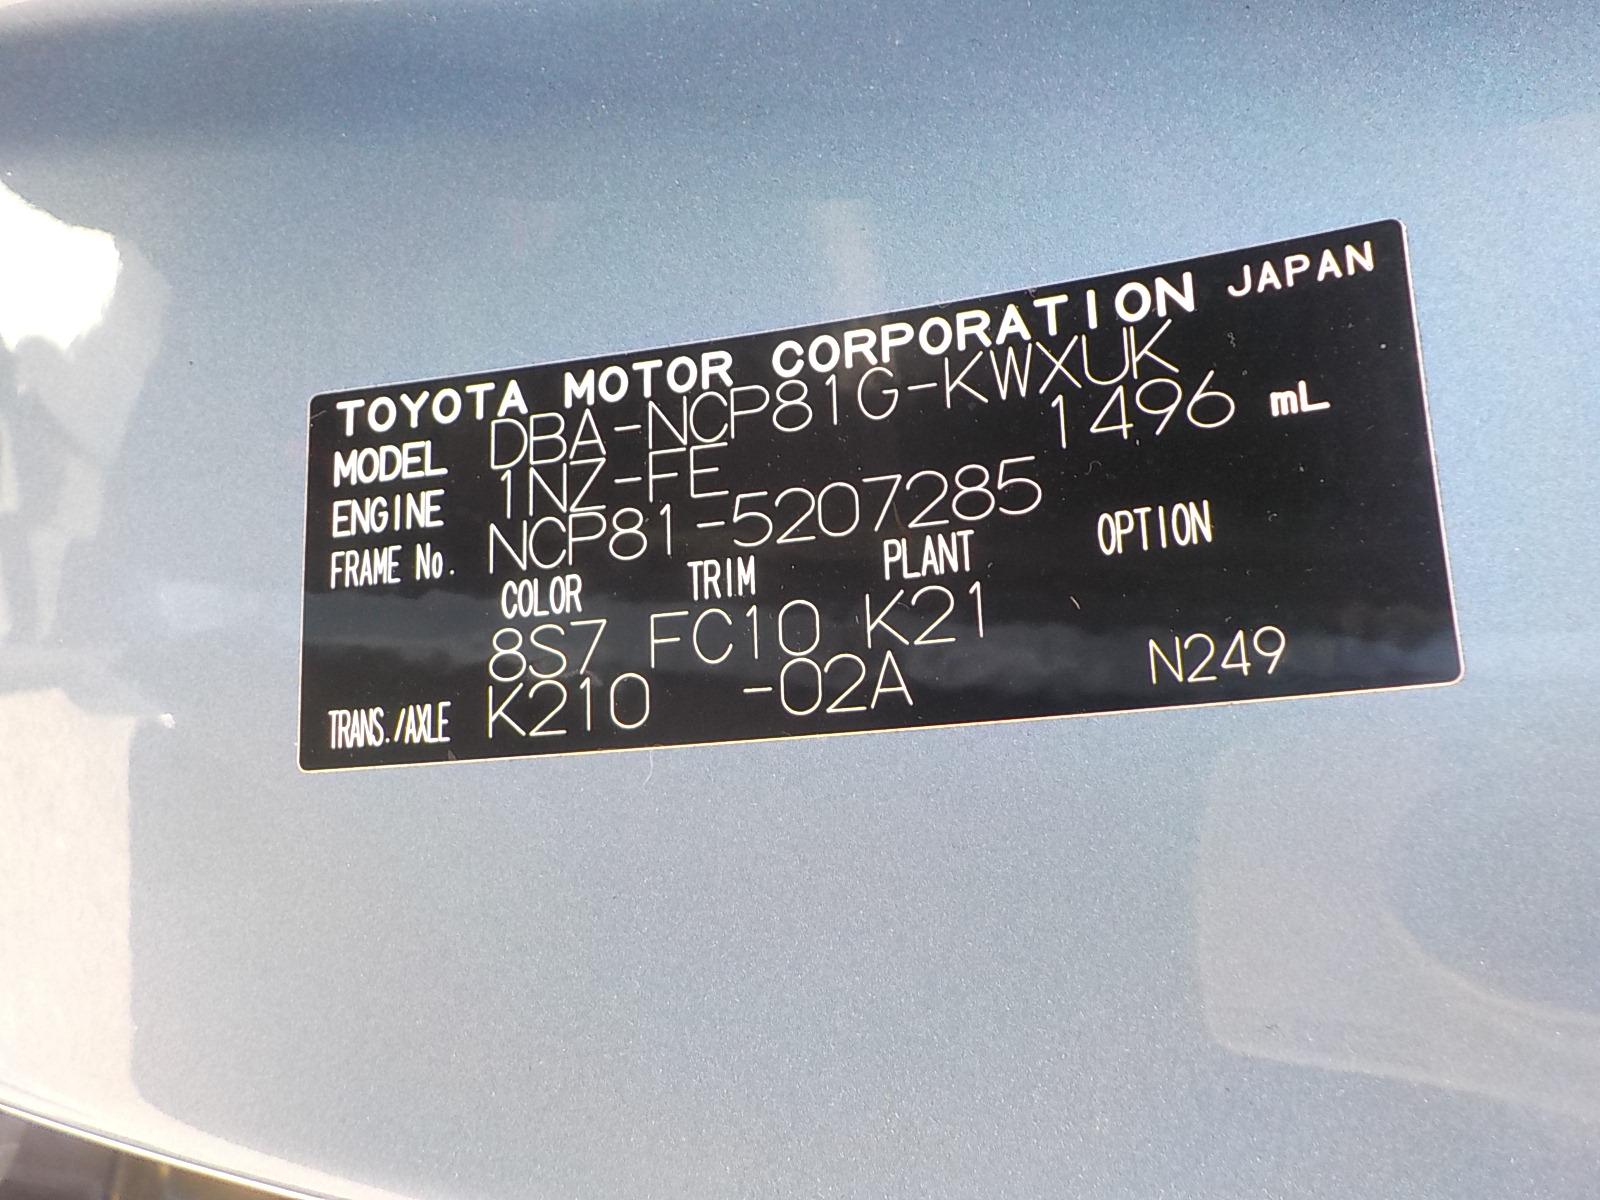 TOYOTA MOTOR CORPORATION JAPAN
MODEL DBA-NCP81G-KWXUK
ENGINE 1NZ-FE 1496 mL
FRAME No. NCP81-5207285
COLOR TRIM PLANT OPTION
8S7 FC10 K21
TRANS./AXLE K210 -02A N249